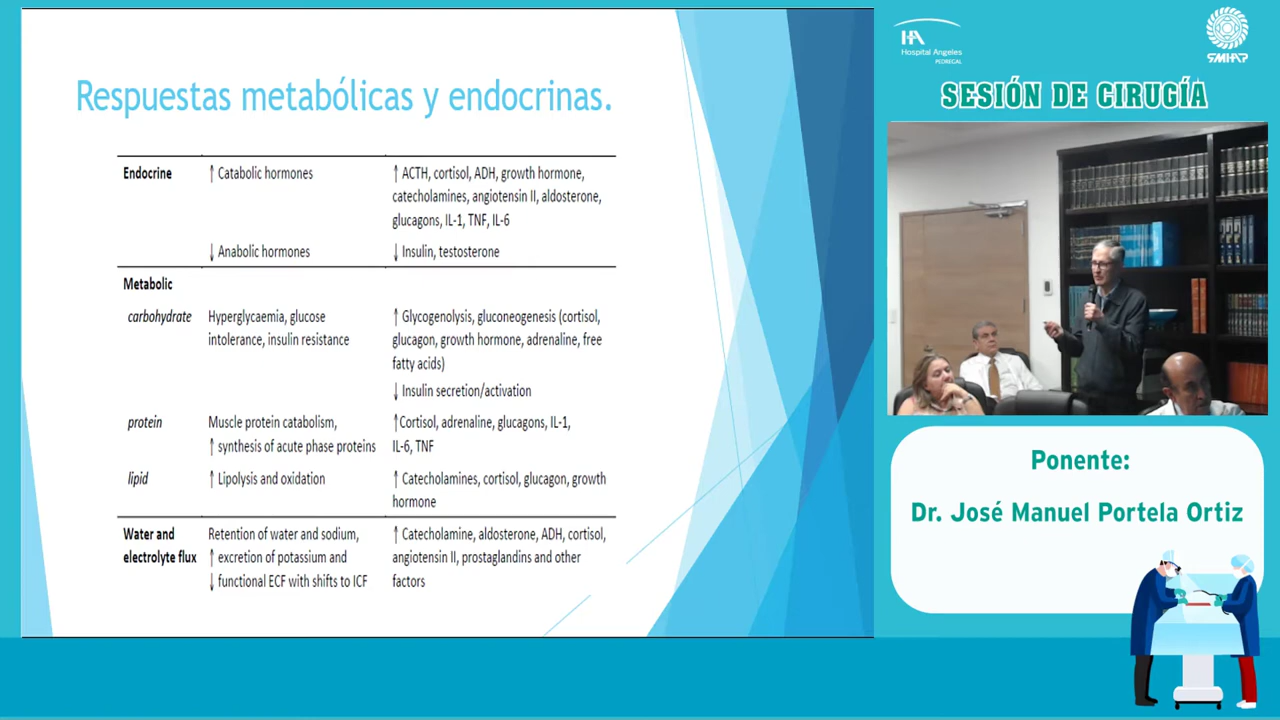 Respuestas metabólicas y endocrinas.
Endocrine
↑ Catabolic hormones
↑ ACTH, cortisol, ADH, growth hormone,
catecholamines, angiotensin II, aldosterone,
glucagons, IL-1, TNF, IL-6
↓ Anabolic hormones
↓ Insulin, testosterone
Metabolic
carbohydrate
Hyperglycaemia, glucose
intolerance, insulin resistance
↑ Glycogenolysis, gluconeogenesis (cortisol,
glucagon, growth hormone, adrenaline, free
fatty acids)
↓ Insulin secretion/activation
protein
Muscle protein catabolism,
↑ synthesis of acute phase proteins
↑Cortisol, adrenaline, glucagons, IL-1,
IL-6, TNF
lipid
↑ Lipolysis and oxidation
↑ Catecholamines, cortisol, glucagon, growth
hormone
Water and
electrolyte flux
Retention of water and sodium,
↑ excretion of potassium and
↓ functional ECF with shifts to ICF
↑ Catecholamine, aldosterone, ADH, cortisol,
angiotensin II, prostaglandins and other
factors
HA
Hospital Angeles
PEDREGAL
SMHAP
SESIÓN DE CIRUGÍA
Ponente:
Dr. José Manuel Portela Ortiz